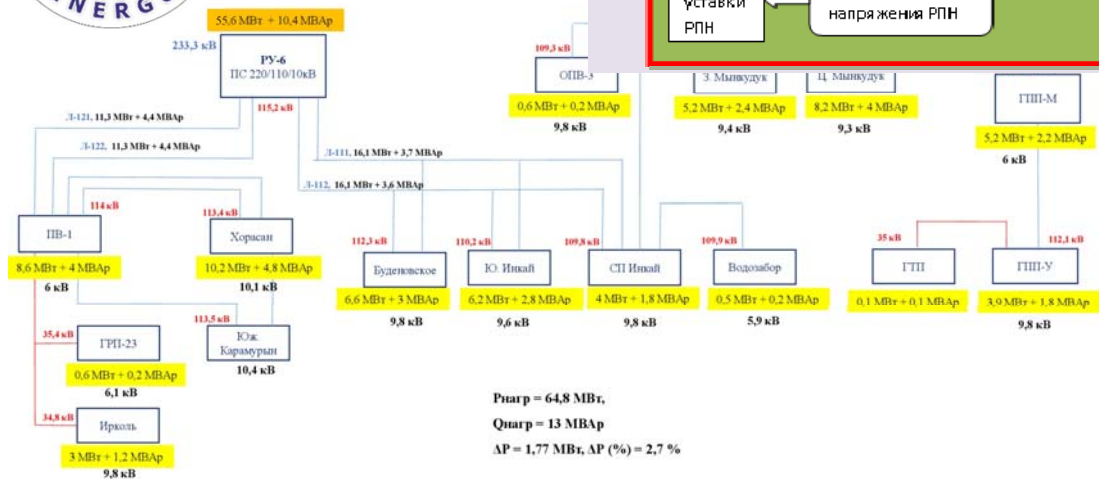 NERGO
уставки
РПН
напряжения РПН
55,6 МВт + 10,4 МВАр
233,3 кВ
РУ-6
ПС 220/110/10кВ
115,2 кВ
109,3 кВ
ОПВ-3
0,6 МВт + 0,2 МВАр
9,8 кВ
З. Мынкудук
5,2 МВт + 2,4 МВАр
9,4 кВ
Ц. Мынкудук
8,2 МВт + 4 МВАр
9,3 кВ
ГПП-М
5,2 МВт + 2,2 МВАр
6 кВ
Л-121, 11,3 МВт + 4,4 МВАр
Л-122, 11,3 МВт + 4,4 МВАр
Л-111, 16,1 МВт + 3,7 МВАр
Л-112, 16,1 МВт + 3,6 МВАр
114 кВ
ПВ-1
8,6 МВт + 4 МВАр
6 кВ
113,4 кВ
Хорасан
10,2 МВт + 4,8 МВАр
10,1 кВ
112,3 кВ
Буденовское
6,6 МВт + 3 МВАр
9,8 кВ
110,2 кВ
Ю. Инкай
6,2 МВт + 2,8 МВАр
9,6 кВ
109,8 кВ
СП Инкай
4 МВт + 1,8 МВАр
9,8 кВ
109,9 кВ
Водозабор
0,5 МВт + 0,2 МВАр
5,9 кВ
35 кВ
ГТП
0,1 МВт + 0,1 МВАр
112,1 кВ
ГПП-У
3,9 МВт + 1,8 МВАр
9,8 кВ
35,4 кВ
ГРП-23
0,6 МВт + 0,2 МВАр
6,1 кВ
113,5 кВ
Юж.
Карамурын
10,4 кВ
34,8 кВ
Ирколь
3 МВт + 1,2 МВАр
9,8 кВ
Рнагр = 64,8 МВт,
Qнагр = 13 МВАр
ΔP = 1,77 МВт, ΔP (%) = 2,7 %